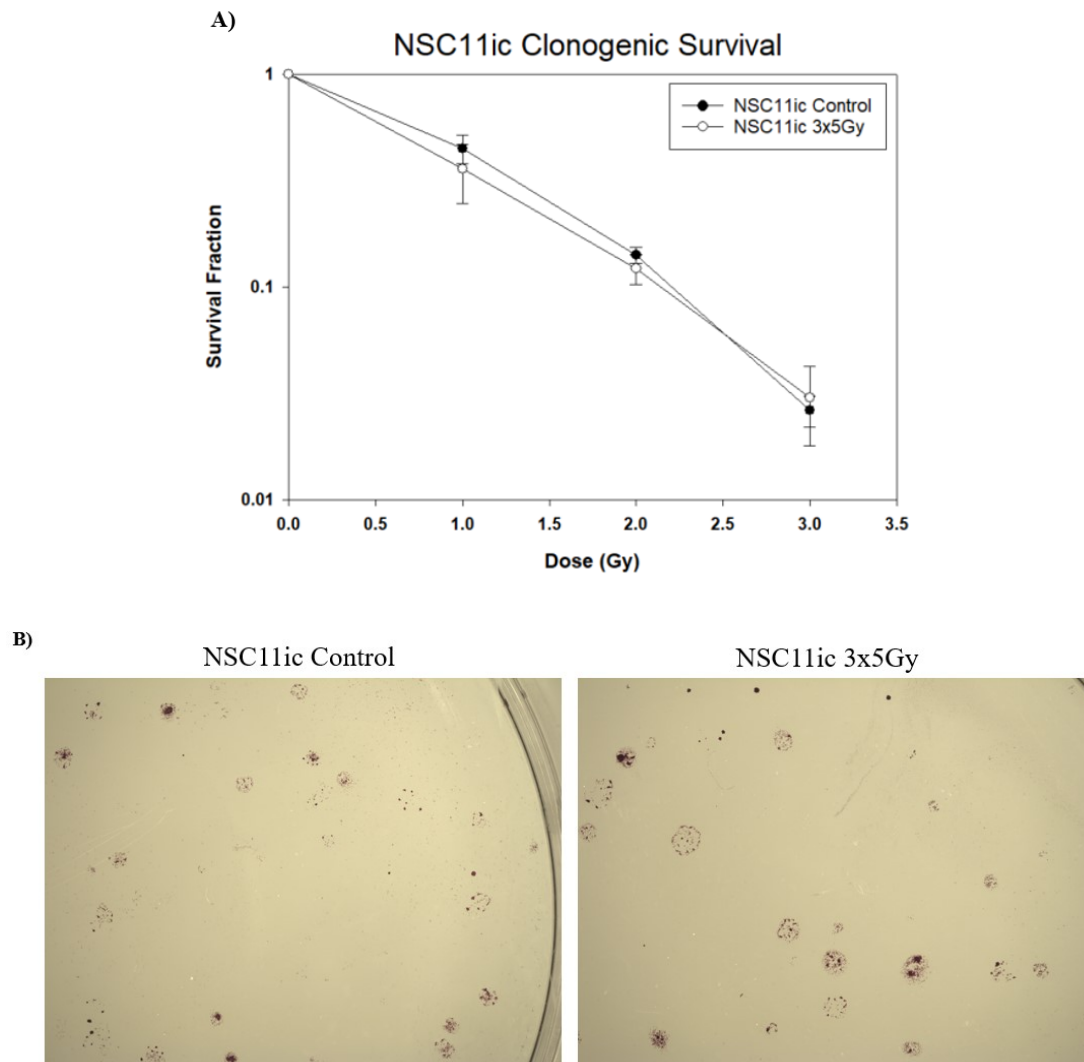 A)
NSC11ic Clonogenic Survival
1
NSC11ic Control
NSC11ic 3x5Gy
Survival Fraction
0.1
0.01
0.0 0.5 1.0 1.5 2.0 2.5 3.0 3.5
Dose (Gy)
B)
NSC11ic Control NSC11ic 3x5Gy